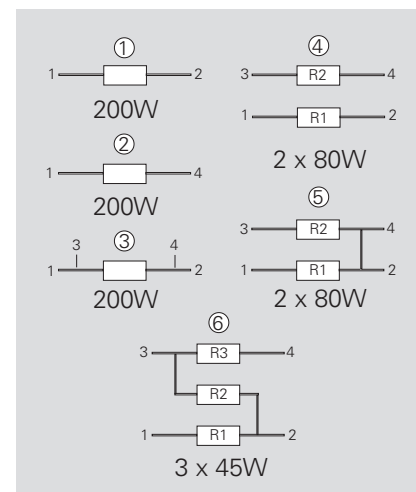 ①
1 2
200W
②
1 4
200W
③
3 4
1 2
200W
④
3 R2 4
1 R1 2
2 x 80W
⑤
3 R2 4
1 R1 2
2 x 80W
⑥
3 R3 4
R2
1 R1 2
3 x 45W